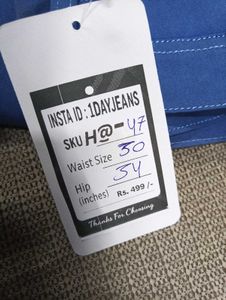 INSTA ID : 1DAYJEANS
SKU H@- 47
Waist Size 30
Hip (inches) 34
Rs. 499 /-
Thanks For Choosing